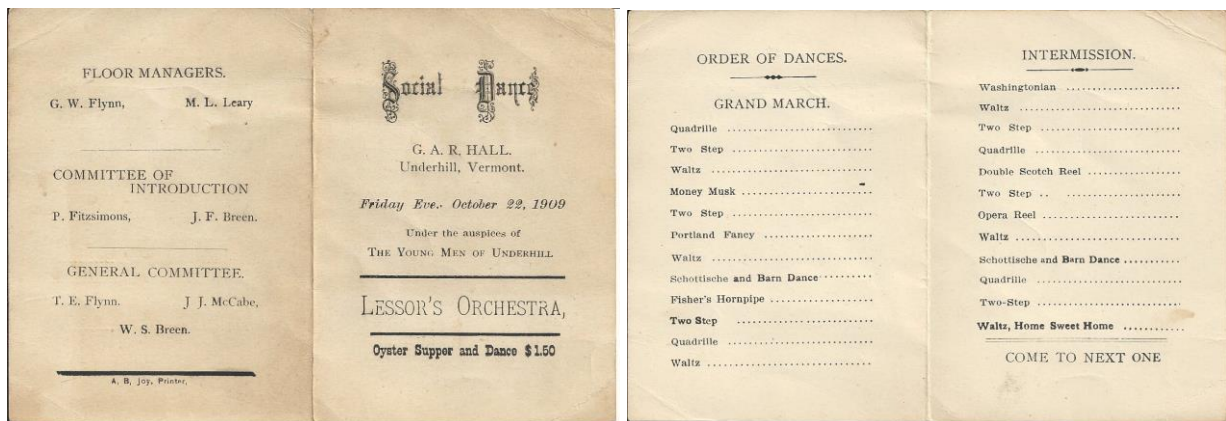 FLOOR MANAGERS.
G. W. Flynn, M. L. Leary
COMMITTEE OF
INTRODUCTION
P. Fitzsimons, J. F. Breen.
GENERAL COMMITTEE.
T. E. Flynn. J J. McCabe,
W. S. Breen.
A, B, Joy, Printer,
Social Dance
G. A. R. HALL.
Underhill, Vermont.
Friday Eve.- October 22, 1909
Under the auspices of
THE YOUNG MEN OF UNDERHILL
LESSOR'S ORCHESTRA,
Oyster Supper and Dance $1.50
ORDER OF DANCES.
GRAND MARCH.
Quadrille ..............................
Two Step ..............................
Waltz ..............................
Money Musk ..............................
Two Step ..............................
Portland Fancy ..............................
Waltz ..............................
Schottische and Barn Dance ...........
Fisher's Hornpipe ......................
Two Step ..............................
Quadrille ..............................
Waltz ..............................
INTERMISSION.
Washingtonian .........................
Waltz ..............................
Two Step ..............................
Quadrille ..............................
Double Scotch Reel ......................
Two Step .. .........................
Opera Reel ..............................
Waltz ..............................
Schottische and Barn Dance ............
Quadrille ..............................
Two-Step ..............................
Waltz, Home Sweet Home ............
COME TO NEXT ONE